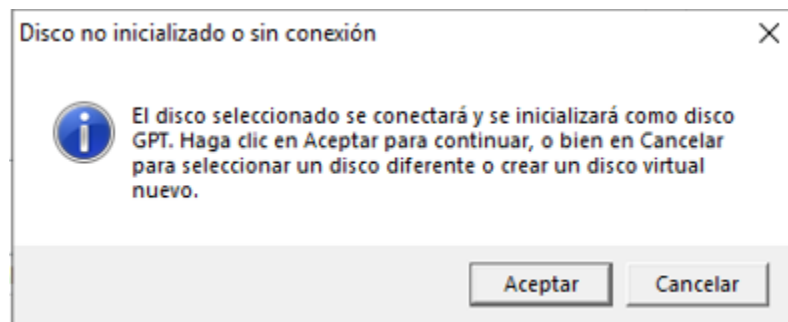 Disco no inicializado o sin conexión
El disco seleccionado se conectará y se inicializará como disco
GPT. Haga clic en Aceptar para continuar, o bien en Cancelar
para seleccionar un disco diferente o crear un disco virtual
nuevo.
Aceptar
Cancelar